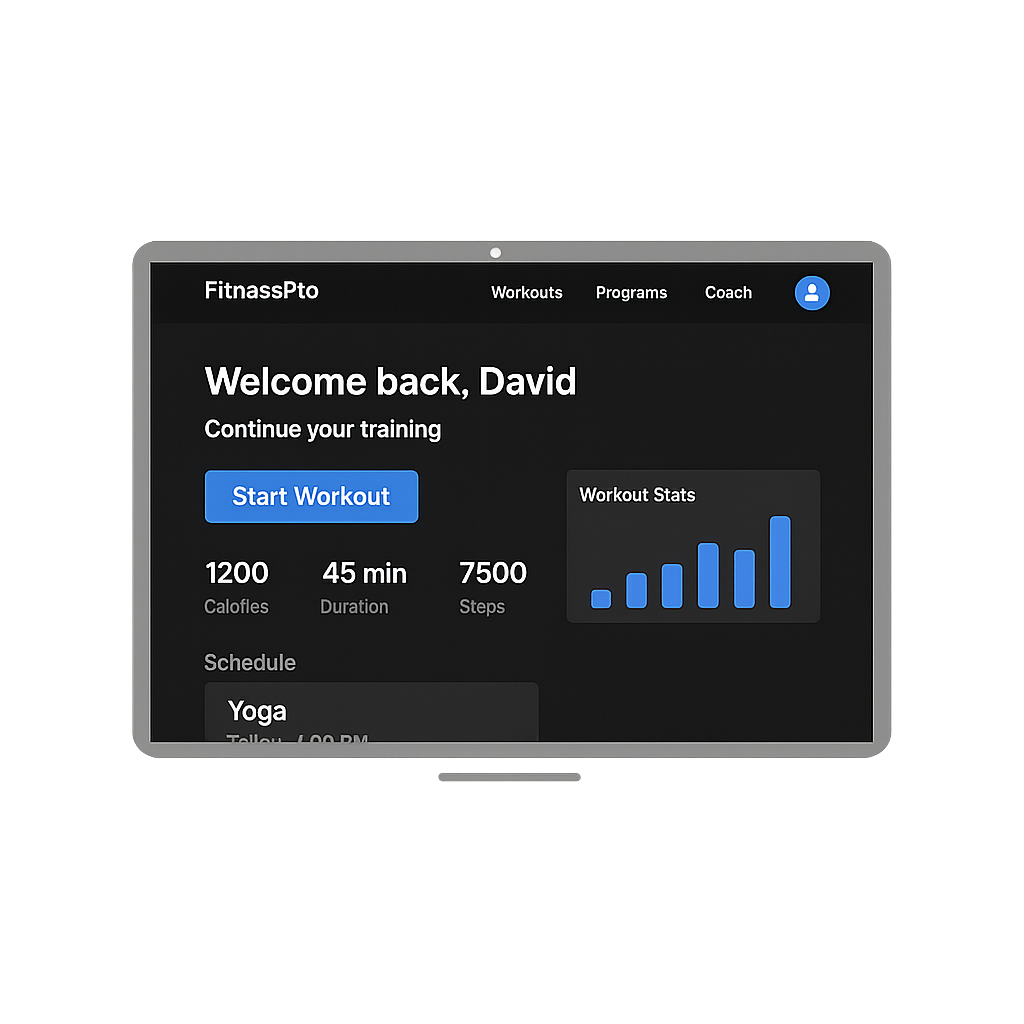 FitnassPto
Workouts Programs Coach
Welcome back, David
Continue your training
Start Workout
Workout Stats
1200 45 min 7500
Calofles Duration Steps
Schedule
Yoga